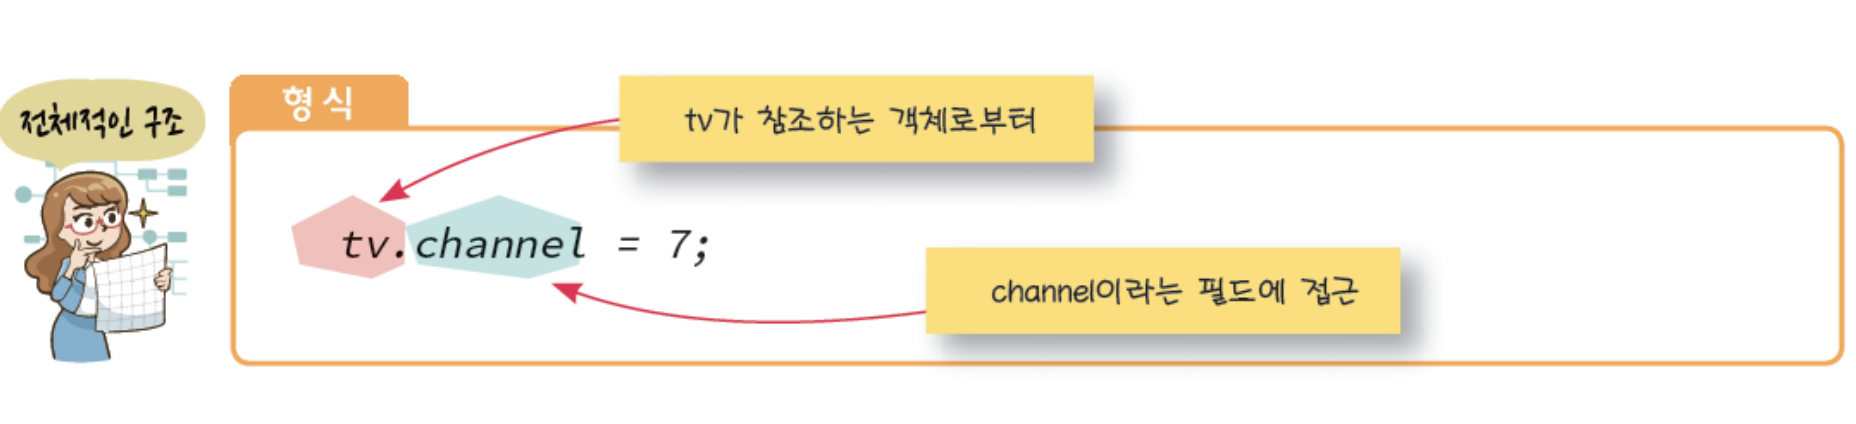 전체적인 구조
형식
tv가 참조하는 객체로부터
tv.channel = 7;
channel이라는 필드에 접근